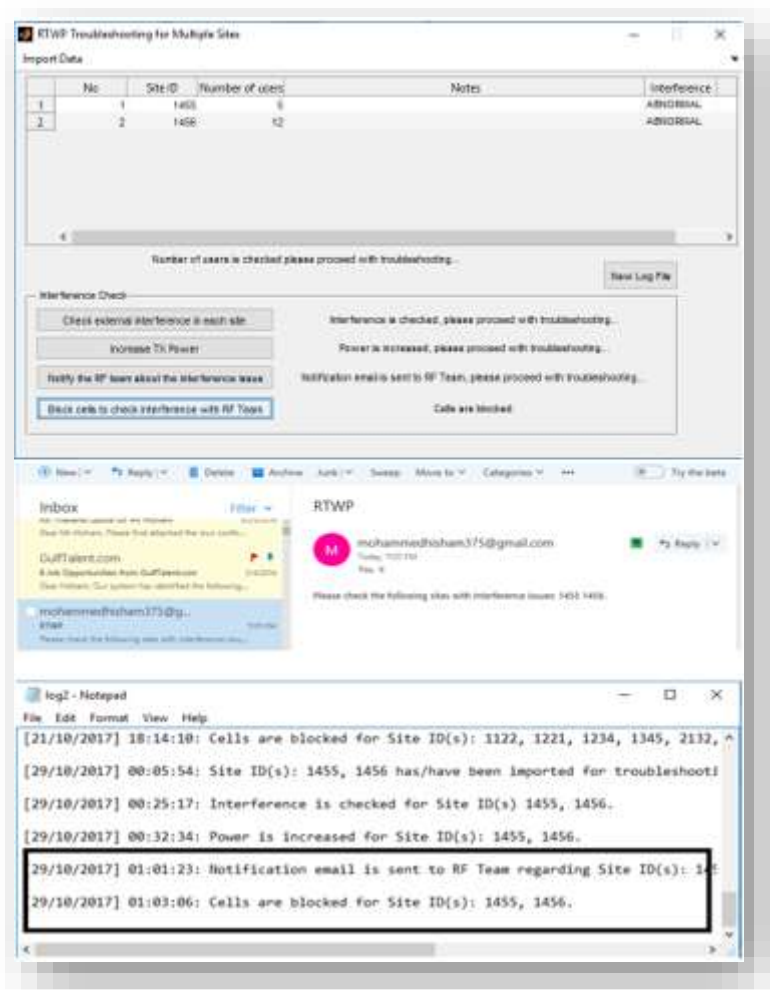 RTWP Troubleshooting for Multiple Sites
Import Data
No Site ID Number of users Notes Interference
1 1 1455 ABNORMAL
2 2 1456 12 ABNORMAL
Number of users is checked please proceed with troubleshooting...
New Log File
Interference Check
Check external interference in each site
Interference is checked, please proceed with troubleshooting...
Increase TX Power
Power is increased, please proceed with troubleshooting...
Notify the RF team about the interference issue
Notification email is sent to RF Team, please proceed with troubleshooting...
Block cells to check interference with RF Team
Cells are blocked
New Reply Delete Archive Junk Sweep Move to Categories ••• Try the beta
Inbox Filter
RTWP
GulfTalent.com
Job Opportunities from GulfTalent.com
mohammedhisham375@g...
RTWP
Please check the following sites with interference issu...
M
mohammedhisham375@gmail.com
Reply
Please check the following sites with interference issues: 1455 1456.
log2 - Notepad
File Edit Format View Help
[21/10/2017] 18:14:10: Cells are blocked for Site ID(s): 1122, 1221, 1234, 1345, 2132,
[29/10/2017] 00:05:54: Site ID(s): 1455, 1456 has/have been imported for troubleshooti
[29/10/2017] 00:25:17: Interference is checked for Site ID(s) 1455, 1456.
[29/10/2017] 00:32:34: Power is increased for Site ID(s): 1455, 1456.
29/10/2017] 01:01:23: Notification email is sent to RF Team regarding Site ID(s): 145
29/10/2017] 01:03:06: Cells are blocked for Site ID(s): 1455, 1456.